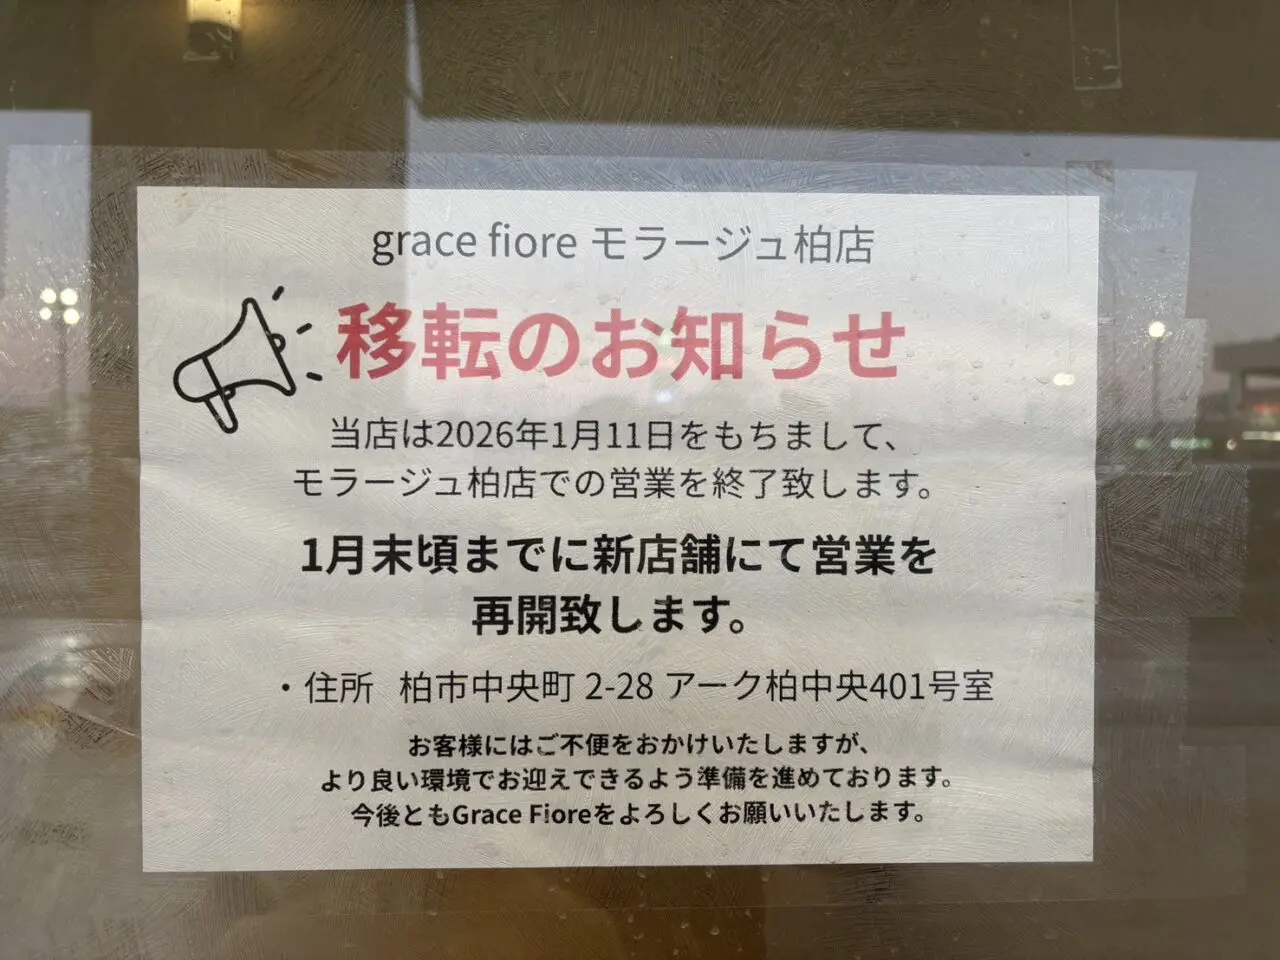 grace fiore モラージュ柏店
移転のお知らせ
当店は2026年1月11日をもちまして、
モラージュ柏店での営業を終了致します。
1月末頃までに新店舗にて営業を
再開致します。
・住所 柏市中央町 2-28 アーク柏中央401号室
お客様にはご不便をおかけいたしますが、
より良い環境でお迎えできるよう準備を進めております。
今後ともGrace Fioreをよろしくお願いいたします。